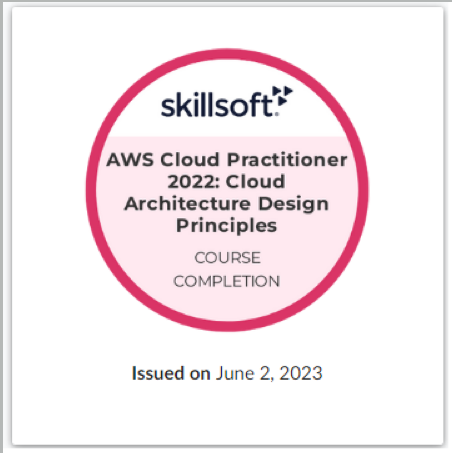 skillsoft
AWS Cloud Practitioner
2022: Cloud
Architecture Design
Principles
COURSE
COMPLETION
Issued on June 2, 2023